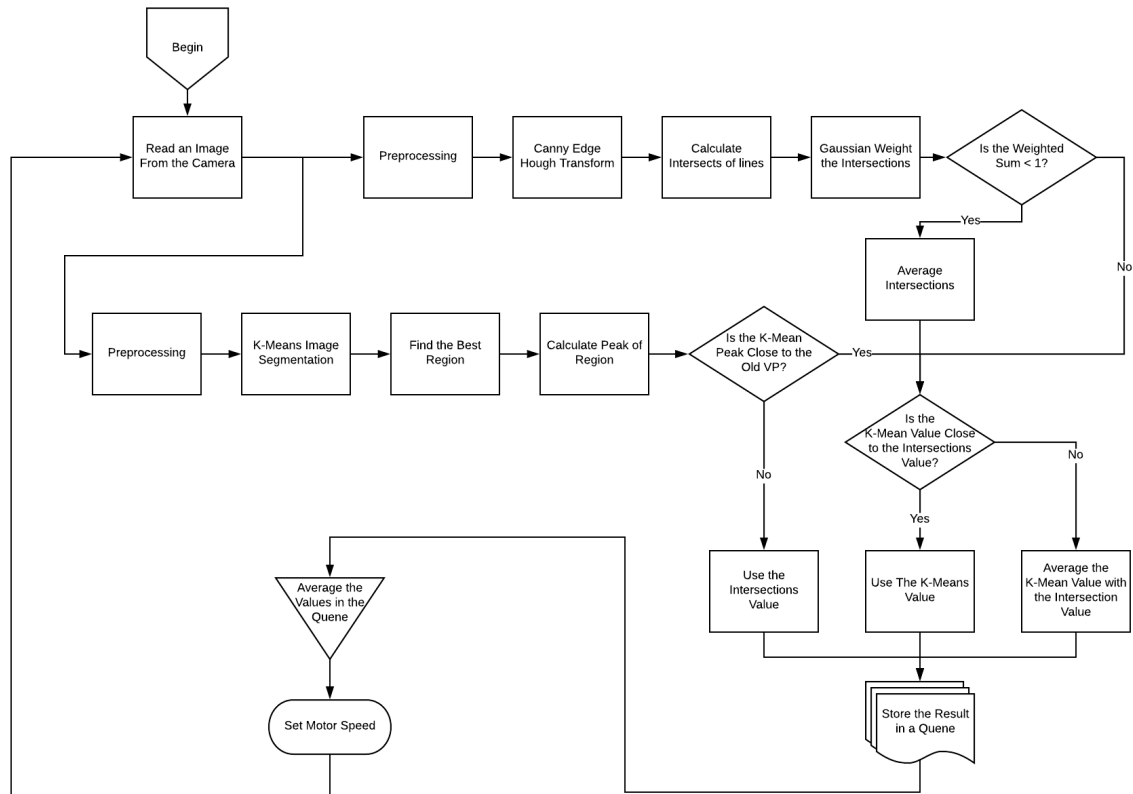 Begin
Read an Image
From the Camera
Preprocessing
Canny Edge
Hough Transform
Calculate
Intersects of lines
Gaussian Weight
the Intersections
Is the Weighted
Sum < 1?
Yes
No
Average
Intersections
Preprocessing
K-Means Image
Segmentation
Find the Best
Region
Calculate Peak of
Region
Is the K-Mean
Peak Close to the
Old VP?
Yes
No
Is the
K-Mean Value Close
to the Intersections
Value?
No
Yes
Use the
Intersections
Value
Use The K-Means
Value
Average the
K-Mean Value with
the Intersection
Value
Average the
Values in the
Quene
Set Motor Speed
Store the Result
in a Quene